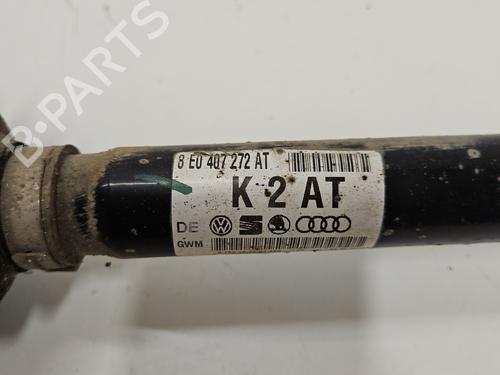 8 E0 407 272 AT
K 2 AT
DE
GWM
B-PARTS